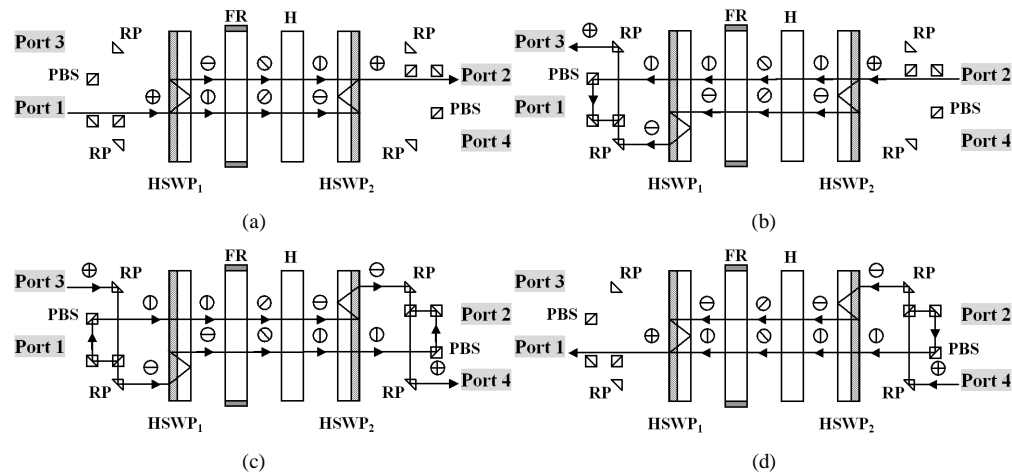 FR H
Port 3 RP RP
PBS Port 2
Port 1 PBS
RP RP Port 4
HSWP₁ HSWP₂
(a)
FR H
Port 3 RP RP
PBS Port 2
Port 1 PBS
RP RP Port 4
HSWP₁ HSWP₂
(b)
FR H
Port 3 RP RP
PBS Port 2
Port 1 PBS
RP RP Port 4
HSWP₁ HSWP₂
(c)
FR H
Port 3 RP RP
PBS Port 2
Port 1 PBS
RP RP Port 4
HSWP₁ HSWP₂
(d)